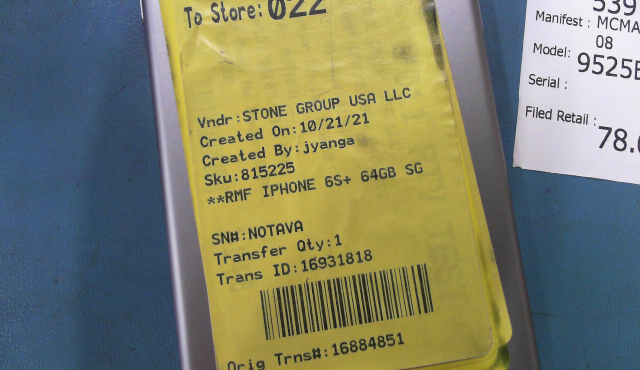 To Store:022
Vndr:STONE GROUP USA LLC
Created On:10/21/21
Created By:jyanga
Sku:815225
**RMF IPHONE 6S+ 64GB SG
SN#:NOTAVA
Transfer Qty:1
Trans ID:16931818
Orig Trns#:16884851
539
Manifest : MCMA
08
Model: 9525
Serial :
Filed Retail : 78.